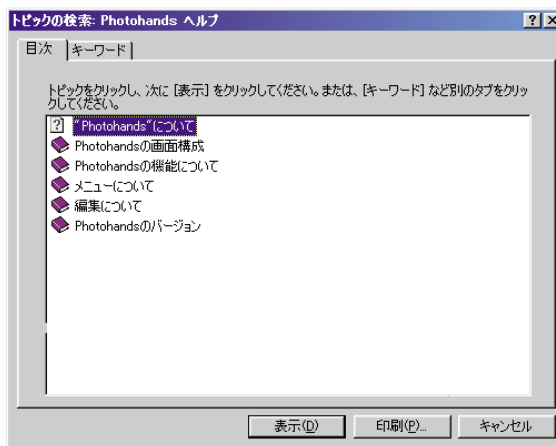 トピックの検索: Photohands ヘルプ
目次
キーワード
トピックをクリックし、次に [表示] をクリックしてください。または、[キーワード] など別のタブをクリッ
クしてください。
"Photohands"について
Photohandsの画面構成
Photohandsの機能について
メニューについて
編集について
Photohandsのバージョン
表示(D)
印刷(P)...
キャンセル